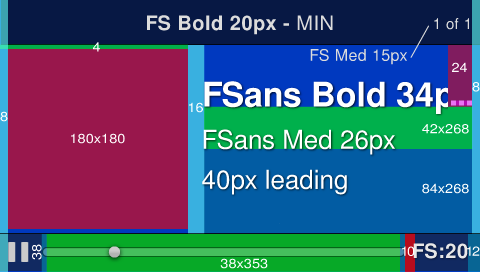 FS Bold 20px - MIN
1 of 1
4
FS Med 15px
24
8
FSans Bold 34p
8
16
180x180
FSans Med 26px
42x268
40px leading
84x268
38
38x353
10
FS:20
12